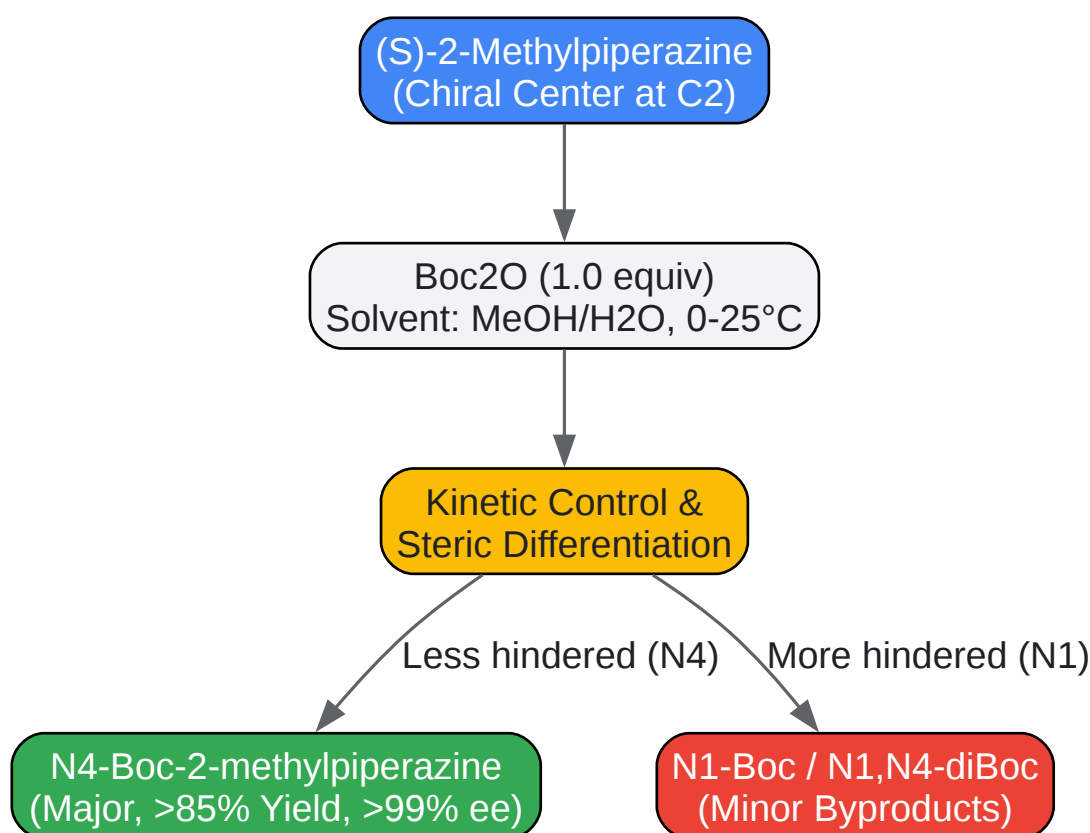 (S)-2-Methylpiperazine
(Chiral Center at C2)
Boc2O (1.0 equiv)
Solvent: MeOH/H2O, 0-25°C
Kinetic Control &
Steric Differentiation
Less hindered (N4)
More hindered (N1)
N4-Boc-2-methylpiperazine
(Major, >85% Yield, >99% ee)
N1-Boc / N1,N4-diBoc
(Minor Byproducts)